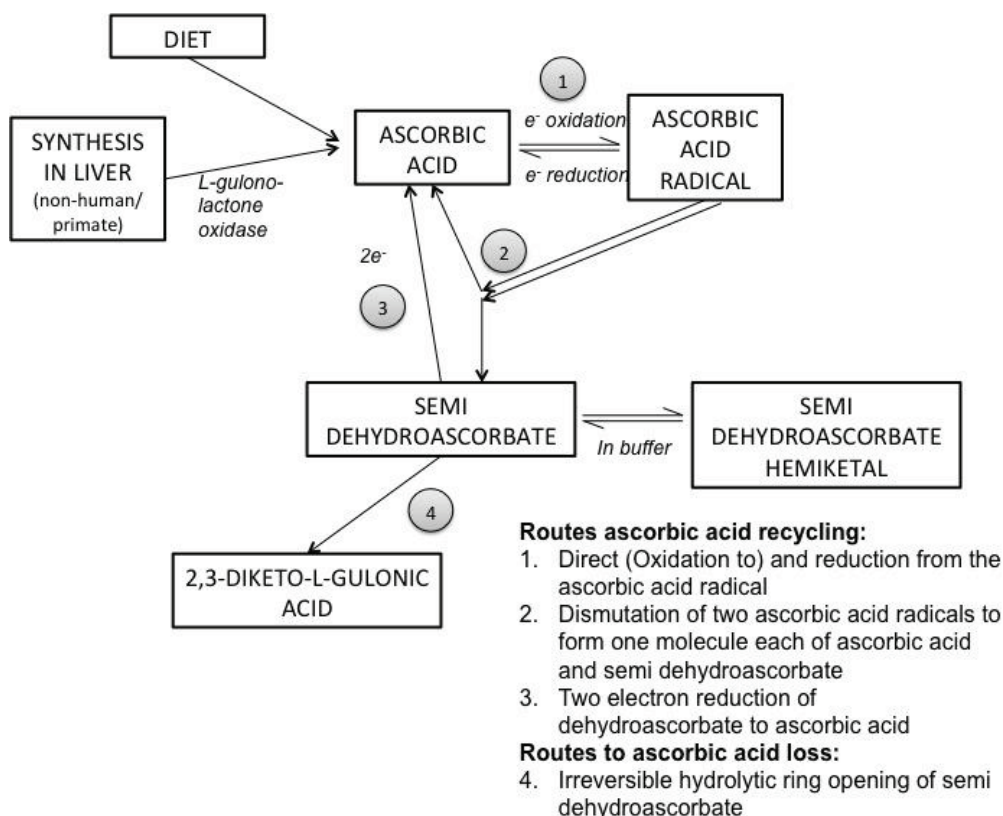 DIET
1
SYNTHESIS
IN LIVER
(non-human/
primate)
L-gulono-
lactone
oxidase
ASCORBIC
ACID
e- oxidation
e- reduction
ASCORBIC
ACID
RADICAL
2e-
2
3
SEMI
DEHYDROASCORBATE
In buffer
SEMI
DEHYDROASCORBATE
HEMIKETAL
4
2,3-DIKETO-L-GULONIC
ACID
Routes ascorbic acid recycling:
1. Direct (Oxidation to) and reduction from the
ascorbic acid radical
2. Dismutation of two ascorbic acid radicals to
form one molecule each of ascorbic acid
and semi dehydroascorbate
3. Two electron reduction of
dehydroascorbate to ascorbic acid
Routes to ascorbic acid loss:
4. Irreversible hydrolytic ring opening of semi
dehydroascorbate